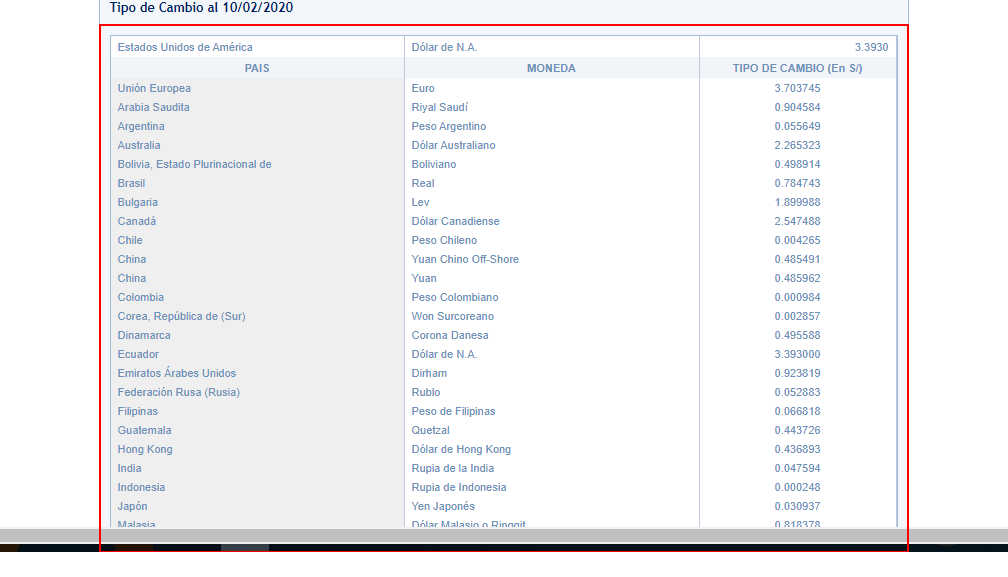 Tipo de Cambio al 10/02/2020
Estados Unidos de América Dólar de N.A. 3.3930
PAIS MONEDA TIPO DE CAMBIO (En S/)
Unión Europea Euro 3.703745
Arabia Saudita Riyal Saudí 0.904584
Argentina Peso Argentino 0.055649
Australia Dólar Australiano 2.265323
Bolivia, Estado Plurinacional de Boliviano 0.498914
Brasil Real 0.784743
Bulgaria Lev 1.899988
Canadá Dólar Canadiense 2.547488
Chile Peso Chileno 0.004265
China Yuan Chino Off-Shore 0.485491
China Yuan 0.485962
Colombia Peso Colombiano 0.000984
Corea, República de (Sur) Won Surcoreano 0.002857
Dinamarca Corona Danesa 0.495588
Ecuador Dólar de N.A. 3.393000
Emiratos Árabes Unidos Dirham 0.923819
Federación Rusa (Rusia) Rublo 0.052883
Filipinas Peso de Filipinas 0.066818
Guatemala Quetzal 0.443726
Hong Kong Dólar de Hong Kong 0.436893
India Rupia de la India 0.047594
Indonesia Rupia de Indonesia 0.000248
Japón Yen Japonés 0.030937
Malasia Dólar Malasio o Ringgit 0.818378